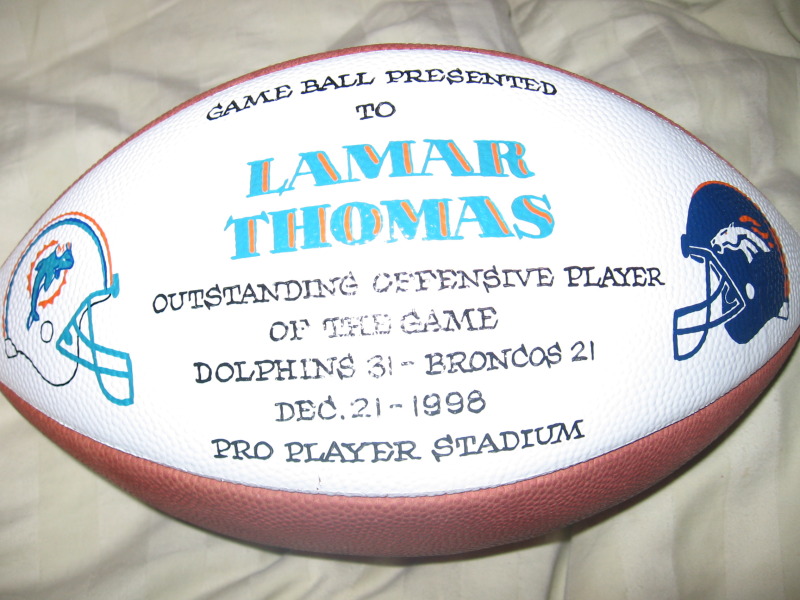 GAME BALL PRESENTED
TO
LAMAR
THOMAS
OUTSTANDING OFFENSIVE PLAYER
OF THE GAME
DOLPHINS 31 - BRONCOS 21
DEC. 21 - 1998
PRO PLAYER STADIUM